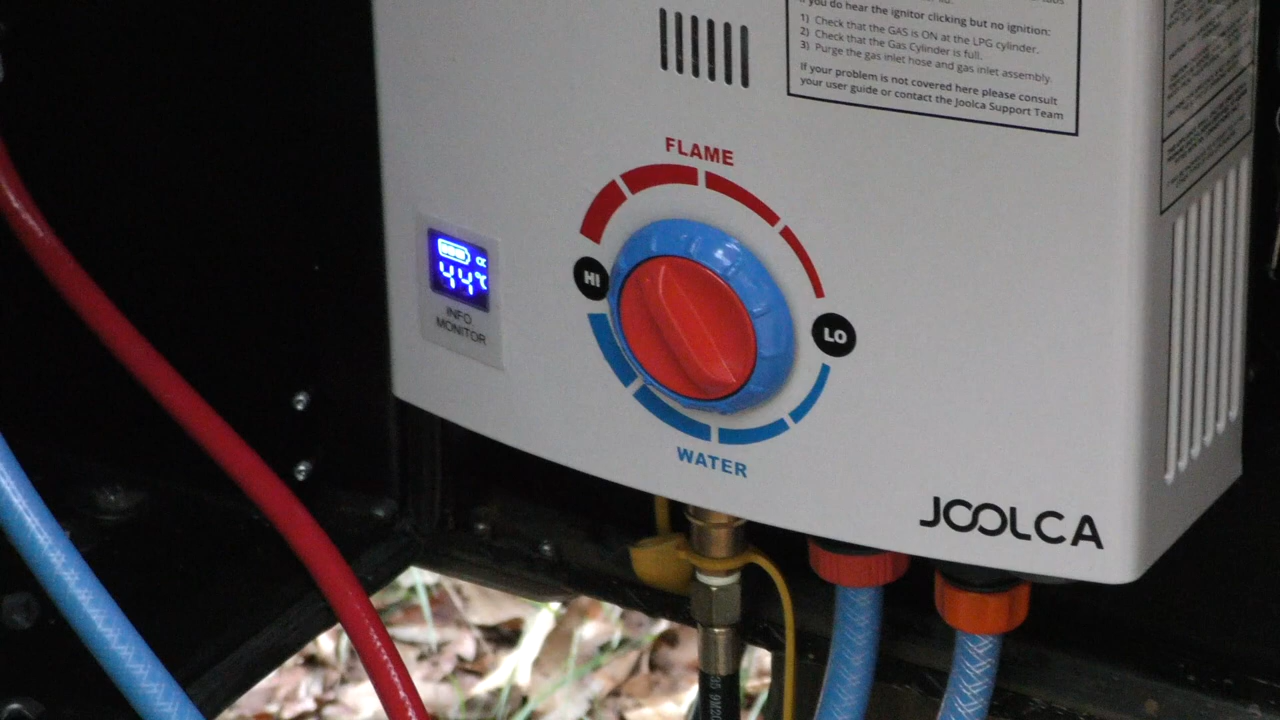 If you do hear the ignitor clicking but no ignition:
1) Check that the GAS is ON at the LPG cylinder.
2) Check that the Gas Cylinder is full.
3) Purge the gas inlet hose and gas inlet assembly.
If your problem is not covered here please consult
your user guide or contact the Joolca Support Team
FLAME
HI
44°C
INFO
MONITOR
LO
WATER
JOOLCA